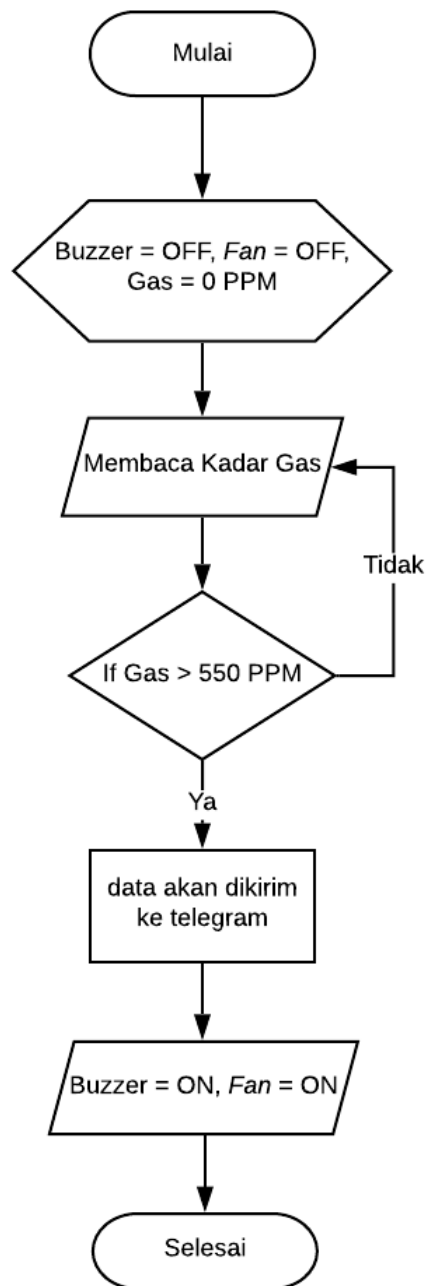 Mulai
Buzzer = OFF, Fan = OFF,
Gas = 0 PPM
Membaca Kadar Gas
Tidak
If Gas > 550 PPM
Ya
data akan dikirim
ke telegram
Buzzer = ON, Fan = ON
Selesai